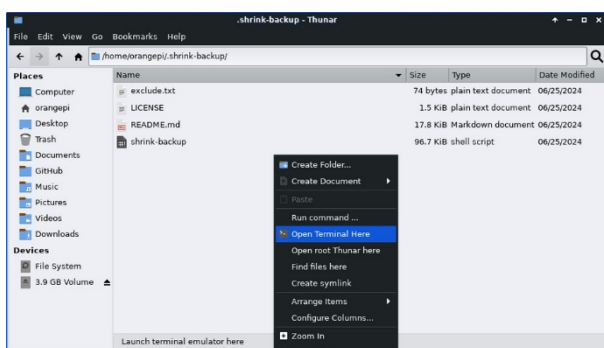 .shrink-backup - Thunar
File Edit View Go Bookmarks Help
/home/orangepi/.shrink-backup/
Places
Computer
orangepi
Desktop
Trash
Documents
GitHub
Music
Pictures
Videos
Downloads
Devices
File System
3.9 GB Volume
Name Size Type Date Modified
exclude.txt 74 bytes plain text document 06/25/2024
LICENSE 1.5 KiB plain text document 06/25/2024
README.md 17.8 KiB Markdown document 06/25/2024
shrink-backup 96.7 KiB shell script 06/25/2024
Create Folder...
Create Document
Paste
Run command ...
Open Terminal Here
Open root Thunar here
Find files here
Create symlink
Arrange Items
Configure Columns...
Zoom In
Launch terminal emulator here